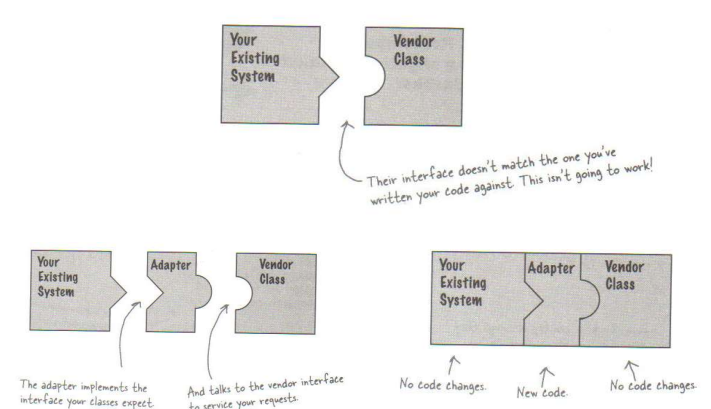 Your
Existing
System
Vendor
Class
Their interface doesn't match the one you've
written your code against. This isn't going to work!
Your
Existing
System
Adapter
Vendor
Class
The adapter implements the
interface your classes expect.
And talks to the vendor interface
to service your requests.
Your
Existing
System
Adapter
Vendor
Class
No code changes.
New code.
No code changes.